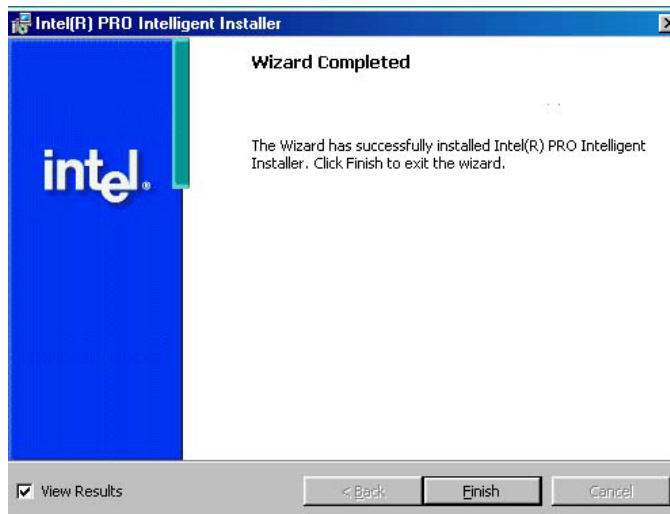 Intel(R) PRO Intelligent Installer
Wizard Completed
The Wizard has successfully installed Intel(R) PRO Intelligent
Installer. Click Finish to exit the wizard.
intel®
View Results
< Back
Finish
Cancel